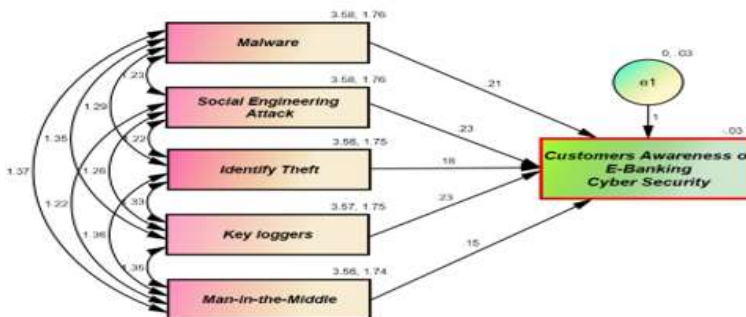 3.58, 1.76
Malware
0, .03
e1
1
3.58, 1.76
Social Engineering
Attack
1.23
.21
-.03
Customers Awareness o
E-Banking
Cyber Security
1.29
.23
3.56, 1.75
Identify Theft
.22
.18
1.35
1.37
1.26
3.57, 1.75
Key loggers
.33
.23
1.22
1.36
3.56, 1.74
Man-in-the-Middle
1.35
.15